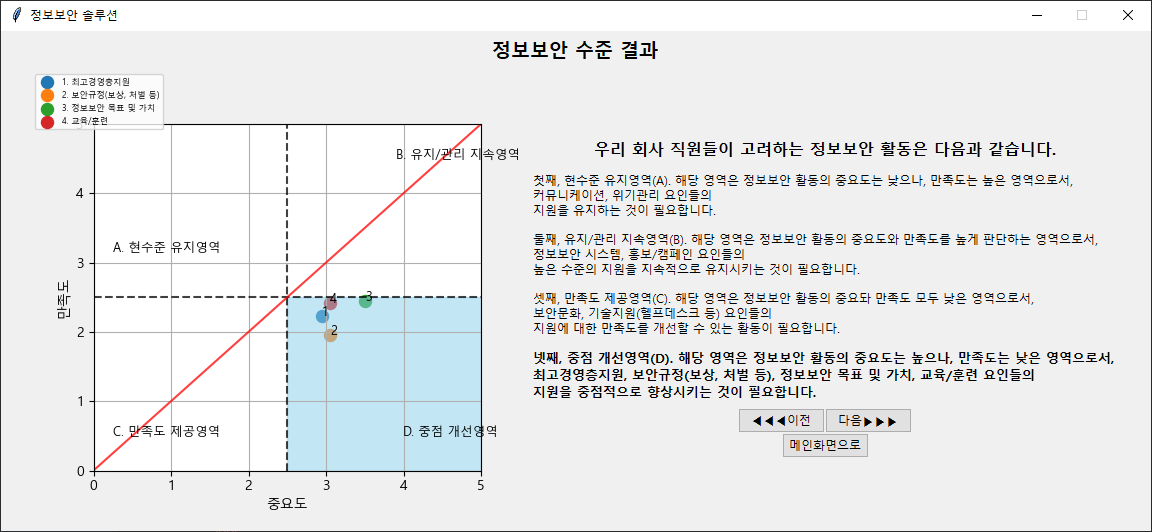 정보보안 솔루션
정보보안 수준 결과
1. 최고경영층지원
2. 보안규정(보상, 처벌 등)
3. 정보보안 목표 및 가치
4. 교육/훈련
B. 유지/관리 지속영역
A. 현수준 유지영역
C. 만족도 제공영역
D. 중점 개선영역
4
3
1
2
만족도
4
3
2
1
0
0 1 2 3 4 5
중요도
우리 회사 직원들이 고려하는 정보보안 활동은 다음과 같습니다.
첫째, 현수준 유지영역(A). 해당 영역은 정보보안 활동의 중요도는 낮으나, 만족도는 높은 영역으로서,
커뮤니케이션, 위기관리 요인들의
지원을 유지하는 것이 필요합니다.
둘째, 유지/관리 지속영역(B). 해당 영역은 정보보안 활동의 중요도와 만족도를 높게 판단하는 영역으로서,
정보보안 시스템, 홍보/캠페인 요인들의
높은 수준의 지원을 지속적으로 유지시키는 것이 필요합니다.
셋째, 만족도 제공영역(C). 해당 영역은 정보보안 활동의 중요돠 만족도 모두 낮은 영역으로서,
보안문화, 기술지원(헬프데스크 등) 요인들의
지원에 대한 만족도를 개선할 수 있는 활동이 필요합니다.
넷째, 중점 개선영역(D). 해당 영역은 정보보안 활동의 중요도는 높으나, 만족도는 낮은 영역으로서,
최고경영층지원, 보안규정(보상, 처벌 등), 정보보안 목표 및 가치, 교육/훈련 요인들의
지원을 중점적으로 향상시키는 것이 필요합니다.
◀◀◀이전 다음▶▶▶
메인화면으로